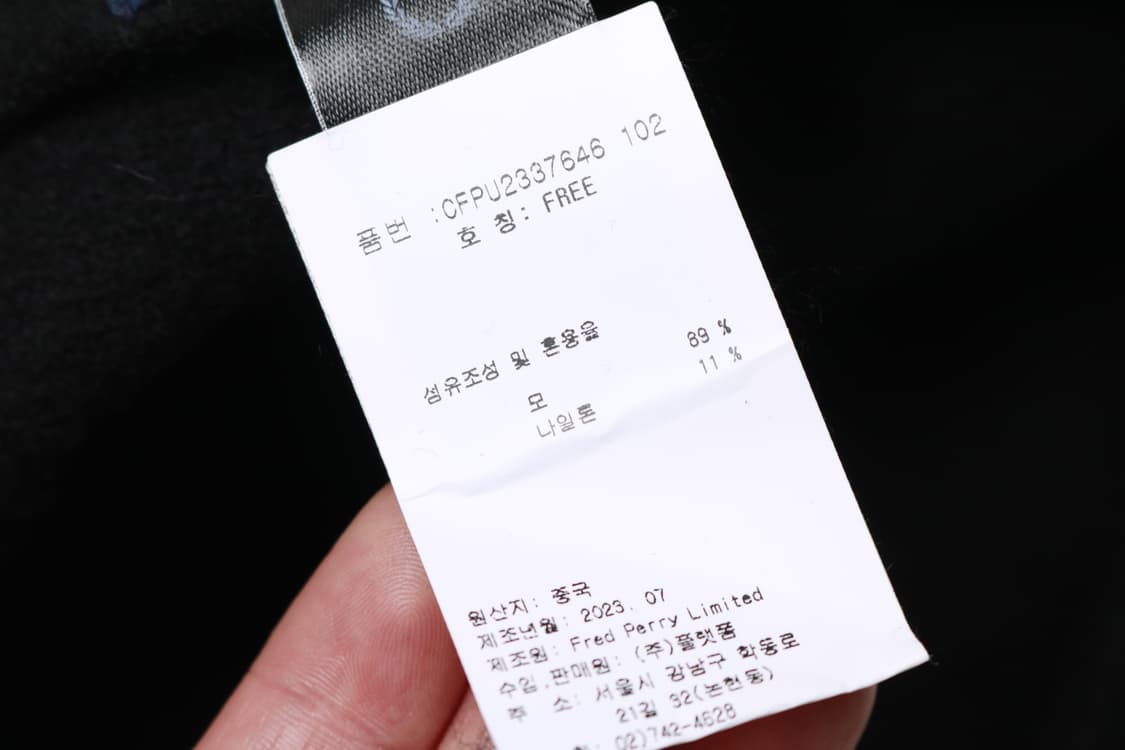 품번 :CFPU2337646 102
호 칭: FREE
섬유조성 및 혼용율
모 89 %
나일론 11 %
원산지: 중국
제조년월: 2023. 07
제조원: Fred Perry Limited
수입,판매원: (주)플랫폼
주 소: 서울시 강남구 학동로
21길 32(논현동)
02)742-4628